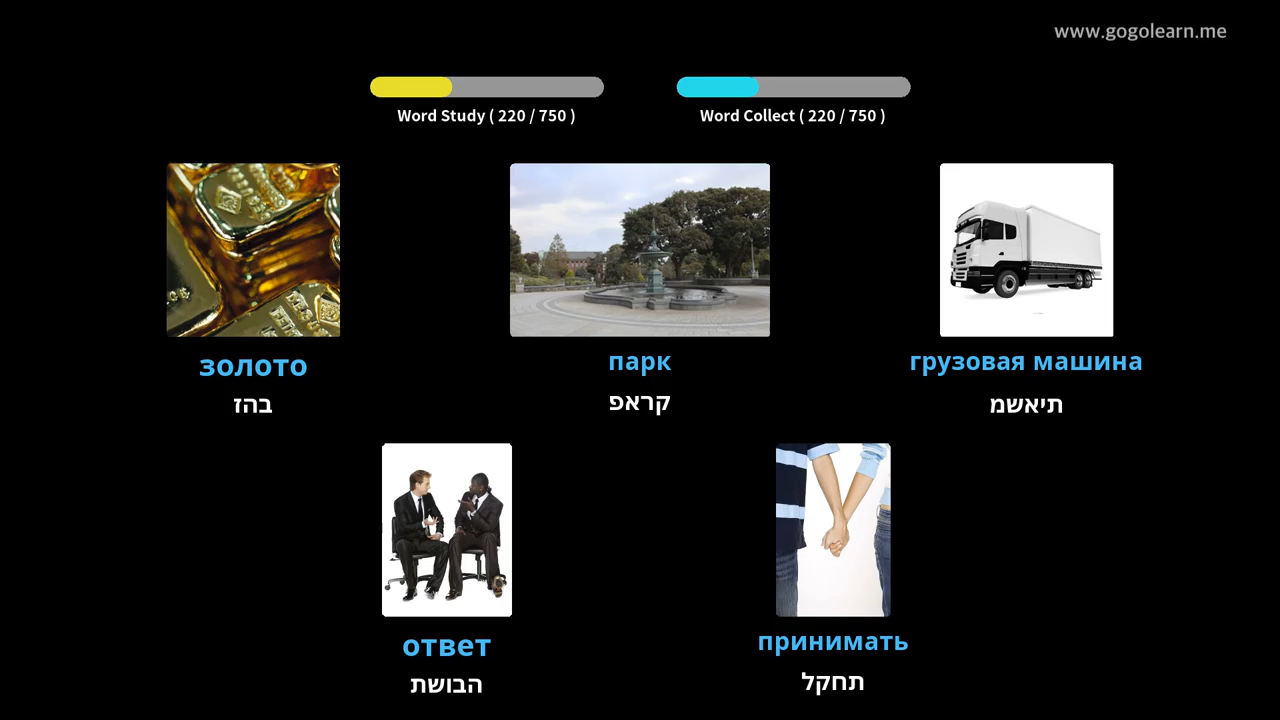 www.gogolearn.me
Word Study ( 220 / 750 )
Word Collect ( 220 / 750 )
золото
בהז
парк
קראפ
грузовая машина
תיאשמ
ответ
הבושת
принимать
תחקל